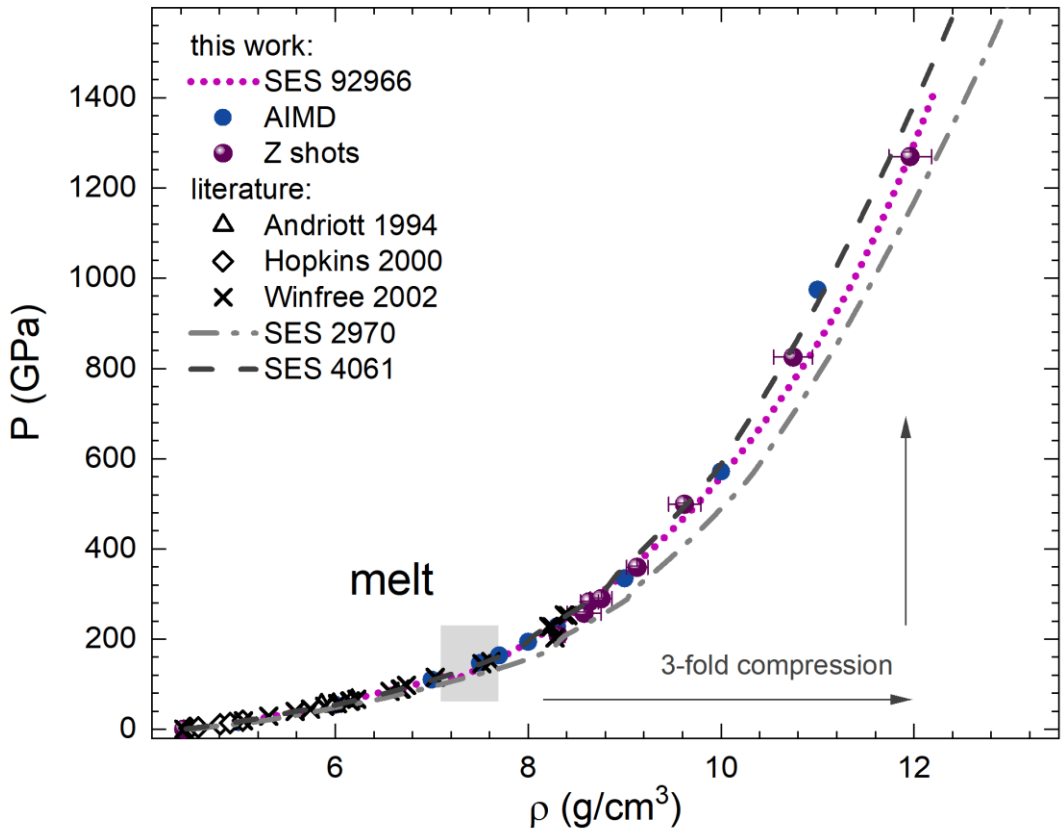 this work:
SES 92966
AIMD
Z shots
literature:
Andriott 1994
Hopkins 2000
Winfree 2002
SES 2970
SES 4061
melt
3-fold compression
P (GPa)
1400
1200
1000
800
600
400
200
0
6 8 10 12
ρ (g/cm³)